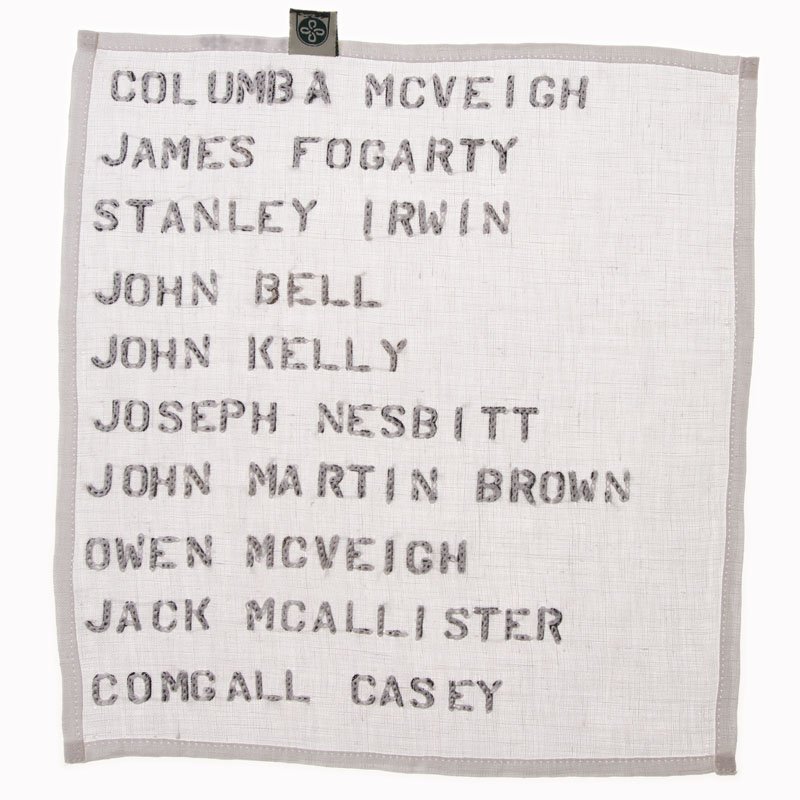 COLUMBA MCVEIGH
JAMES FOGARTY
STANLEY IRWIN
JOHN BELL
JOHN KELLY
JOSEPH NESBITT
JOHN MARTIN BROWN
OWEN MCVEIGH
JACK MCALLISTER
COMGALL CASEY